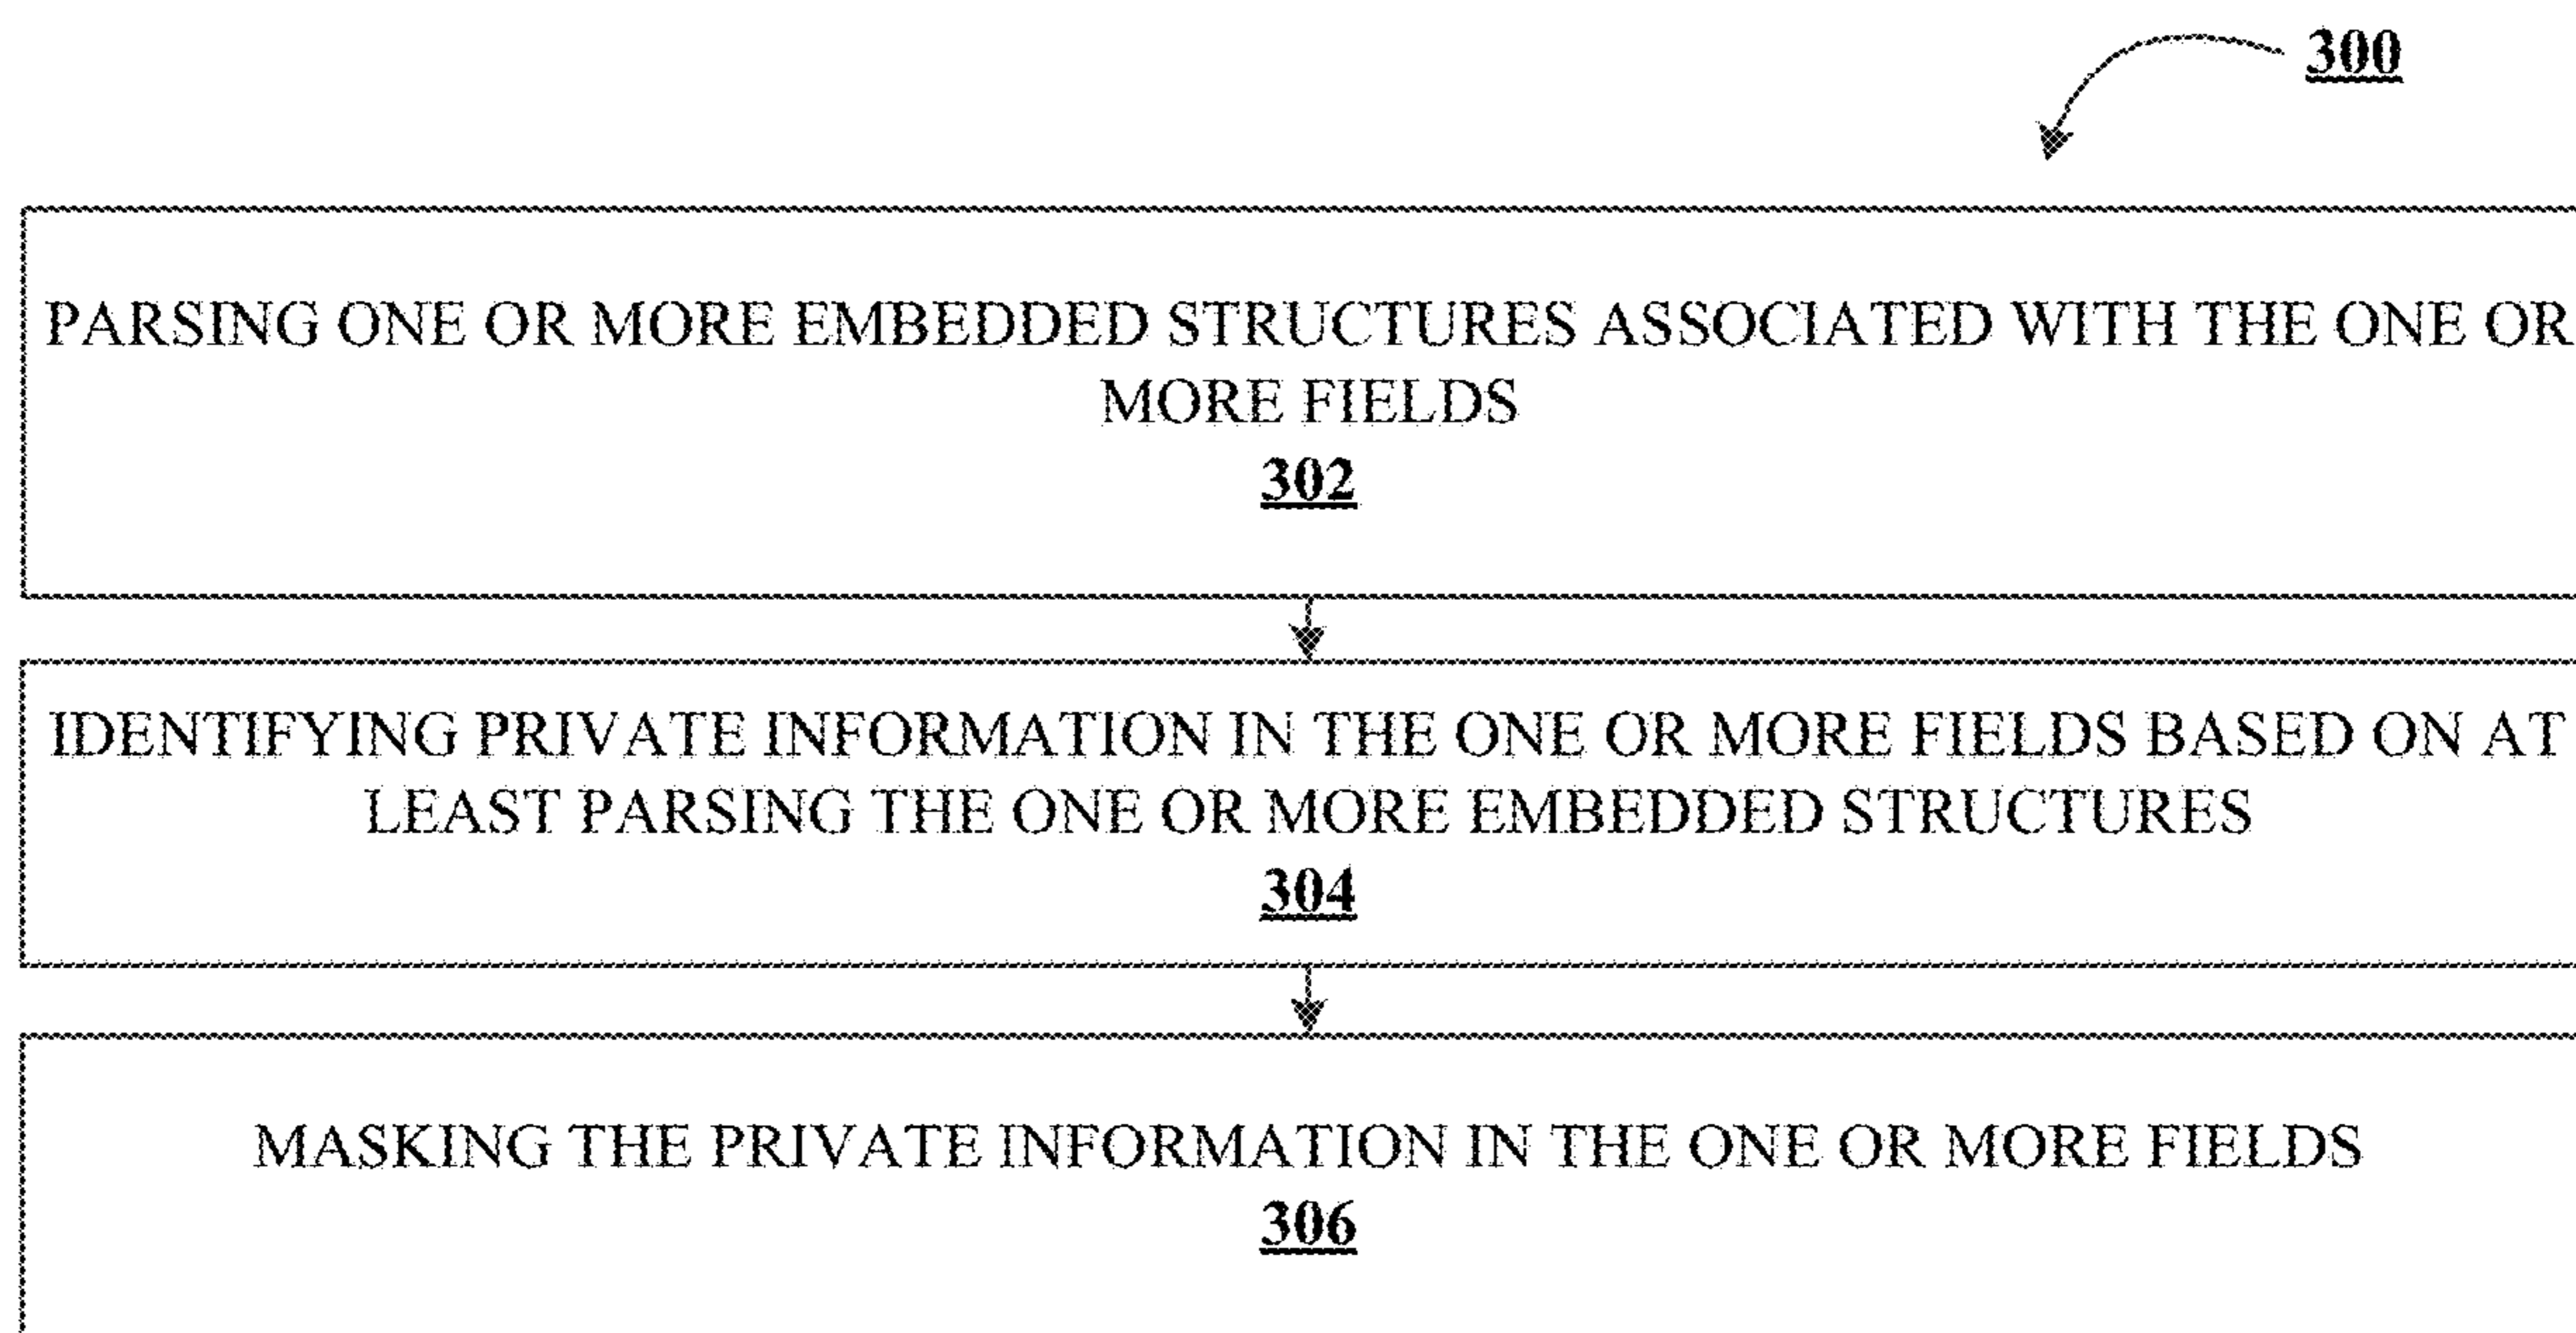 300
PARSING ONE OR MORE EMBEDDED STRUCTURES ASSOCIATED WITH THE ONE OR
MORE FIELDS
302
IDENTIFYING PRIVATE INFORMATION IN THE ONE OR MORE FIELDS BASED ON AT
LEAST PARSING THE ONE OR MORE EMBEDDED STRUCTURES
304
MASKING THE PRIVATE INFORMATION IN THE ONE OR MORE FIELDS
306